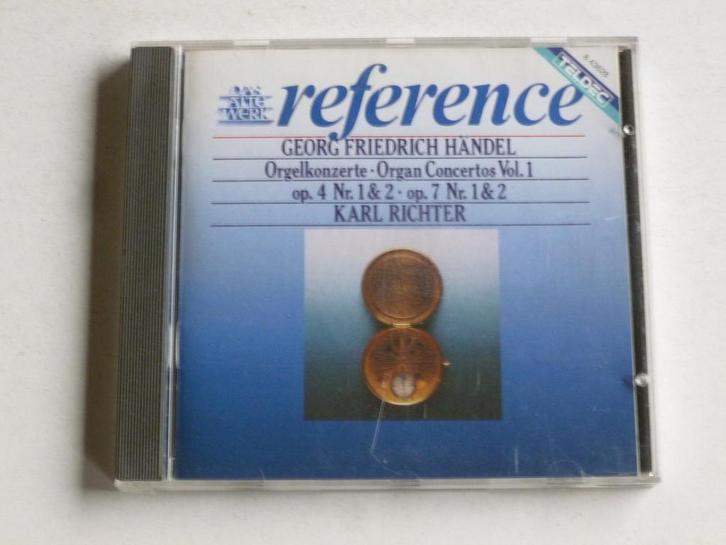 DAS
ALTE
WERK
reference
TELDEC
GEORG FRIEDRICH HÄNDEL
Orgelkonzerte · Organ Concertos Vol. 1
op. 4 Nr. 1 & 2 · op. 7 Nr. 1 & 2
KARL RICHTER